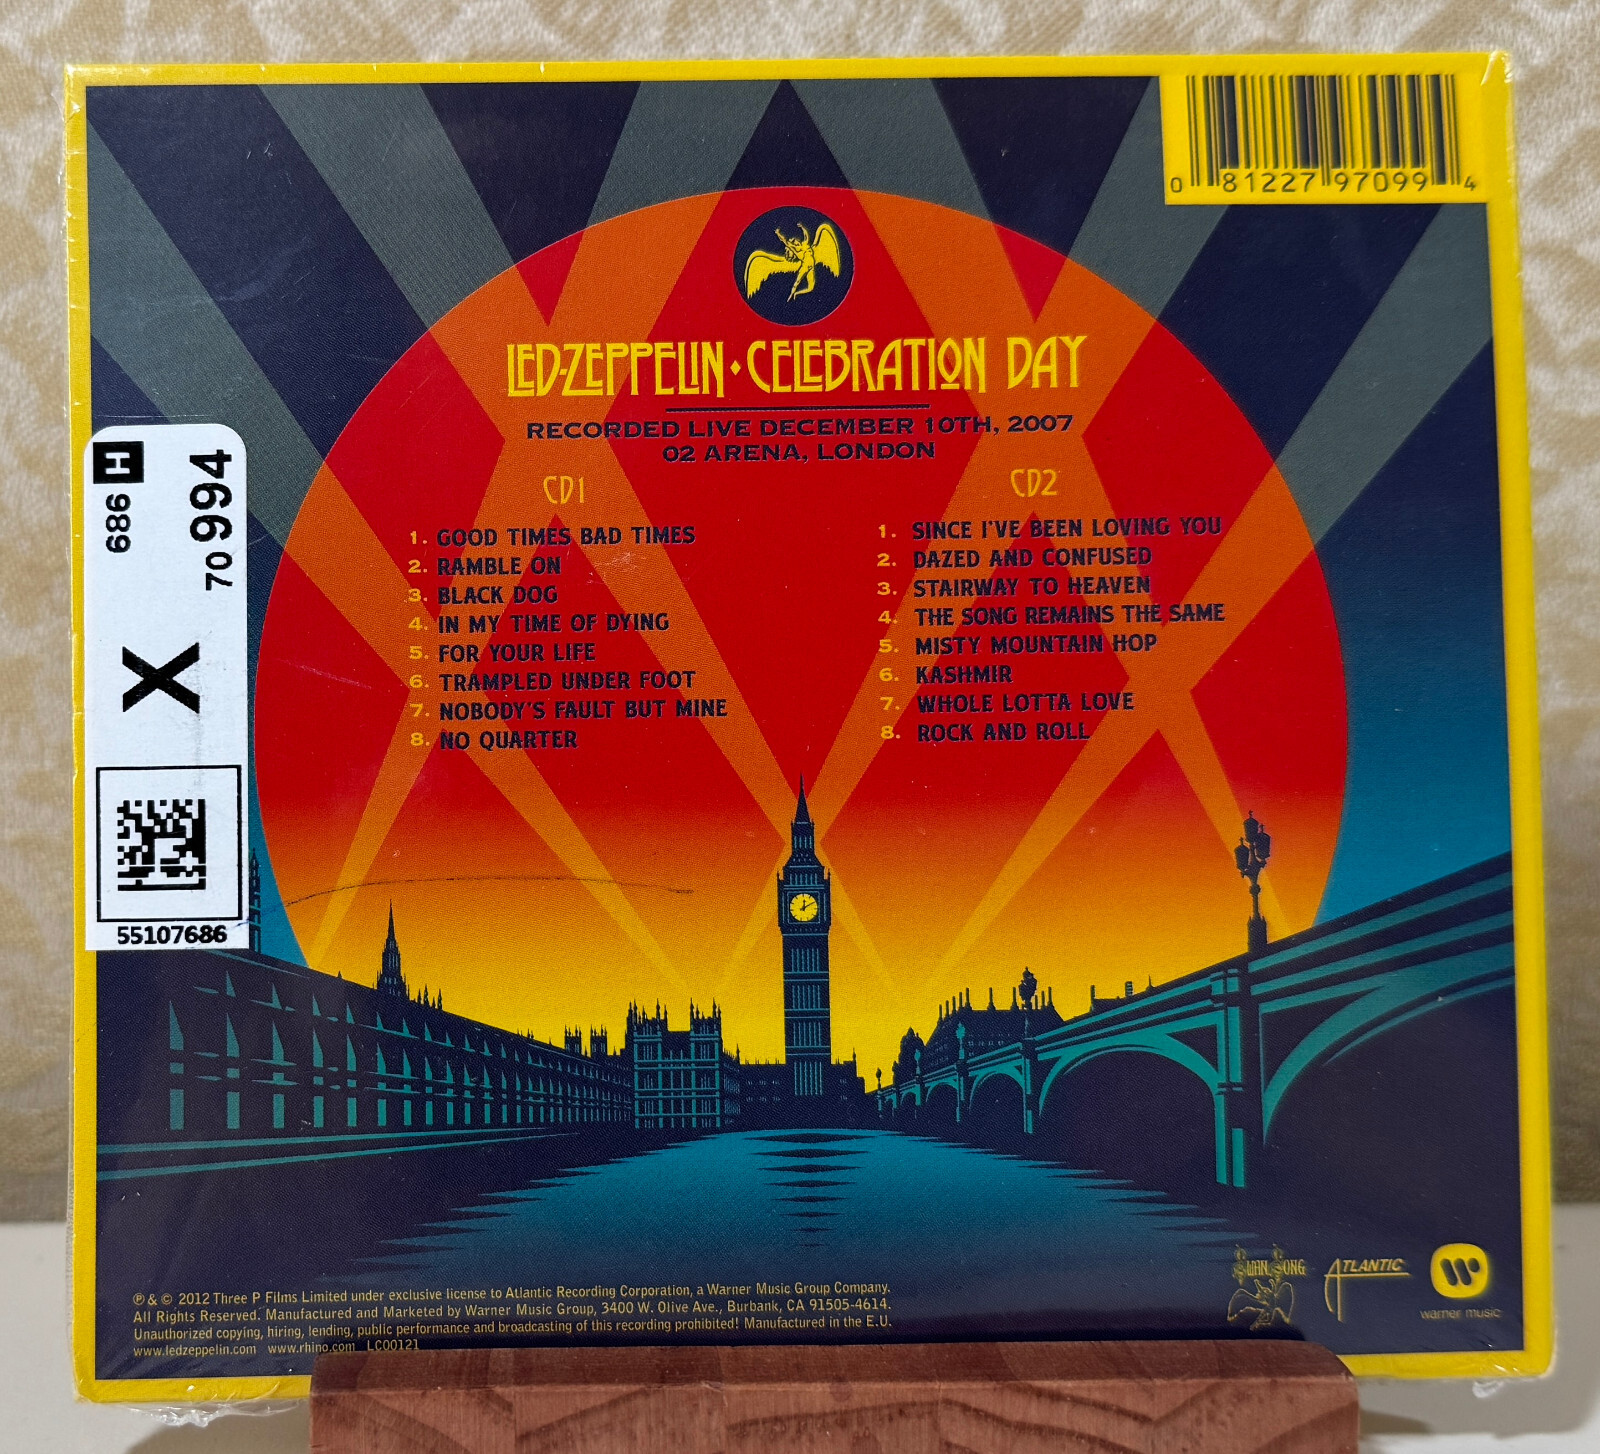 0 81227 97099 4
LED-ZEPPELIN · CELEBRATION DAY
RECORDED LIVE DECEMBER 10TH, 2007
O2 ARENA, LONDON
CD1
1. GOOD TIMES BAD TIMES
2. RAMBLE ON
3. BLACK DOG
4. IN MY TIME OF DYING
5. FOR YOUR LIFE
6. TRAMPLED UNDER FOOT
7. NOBODY'S FAULT BUT MINE
8. NO QUARTER
CD2
1. SINCE I'VE BEEN LOVING YOU
2. DAZED AND CONFUSED
3. STAIRWAY TO HEAVEN
4. THE SONG REMAINS THE SAME
5. MISTY MOUNTAIN HOP
6. KASHMIR
7. WHOLE LOTTA LOVE
8. ROCK AND ROLL
686 H
70 994
X
55107686
℗ & © 2012 Three P Films Limited under exclusive license to Atlantic Recording Corporation, a Warner Music Group Company.
All Rights Reserved. Manufactured and Marketed by Warner Music Group, 3400 W. Olive Ave., Burbank, CA 91505-4614.
Unauthorized copying, hiring, lending, public performance and broadcasting of this recording prohibited! Manufactured in the E.U.
www.ledzeppelin.com www.rhino.com LC00121
SWAN SONG
ATLANTIC
warner music